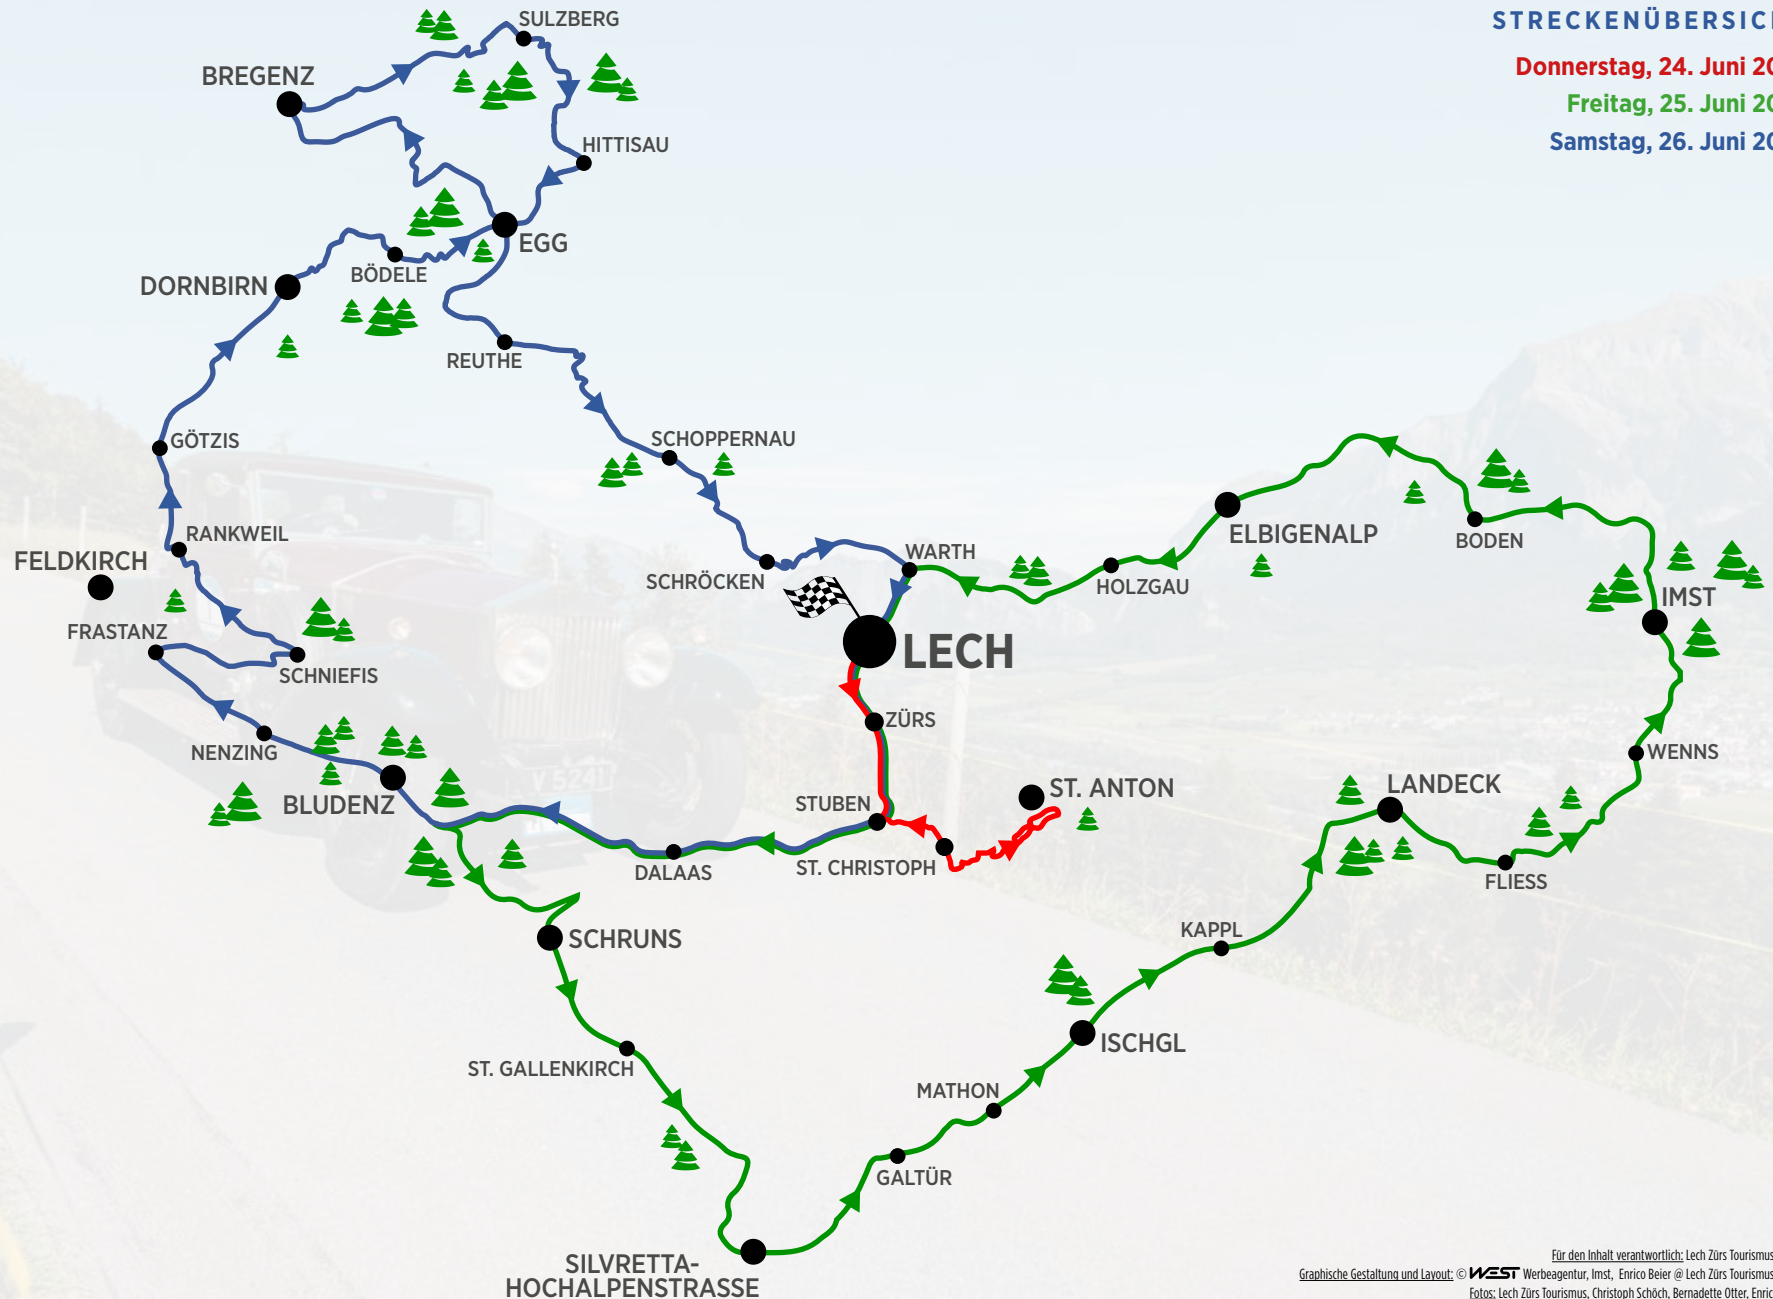 STRECKENÜBERSIC
Donnerstag, 24. Juni 20
Freitag, 25. Juni 20
Samstag, 26. Juni 20
SULZBERG
BREGENZ
HITTISAU
EGG
BÖDELE
DORNBIRN
REUTHE
GÖTZIS
SCHOPPERNAU
RANKWEIL
ELBIGENALP
BODEN
FELDKIRCH
WARTH
SCHRÖCKEN
HOLZGAU
IMST
FRASTANZ
LECH
SCHNIEFIS
ZÜRS
NENZING
WENNS
V 5241
BLUDENZ
STUBEN
ST. ANTON
LANDECK
DALAAS
ST. CHRISTOPH
FLIESS
SCHRUNS
KAPPL
ISCHGL
ST. GALLENKIRCH
MATHON
GALTÜR
SILVRETTA-
HOCHALPENSTRASSE
Für den Inhalt verantwortlich: Lech Zürs Tourismus
Graphische Gestaltung und Layout: © WEST Werbeagentur, Imst, Enrico Beier @ Lech Zürs Tourismus
Fotos: Lech Zürs Tourismus, Christoph Schöch, Bernadette Otter, Enric